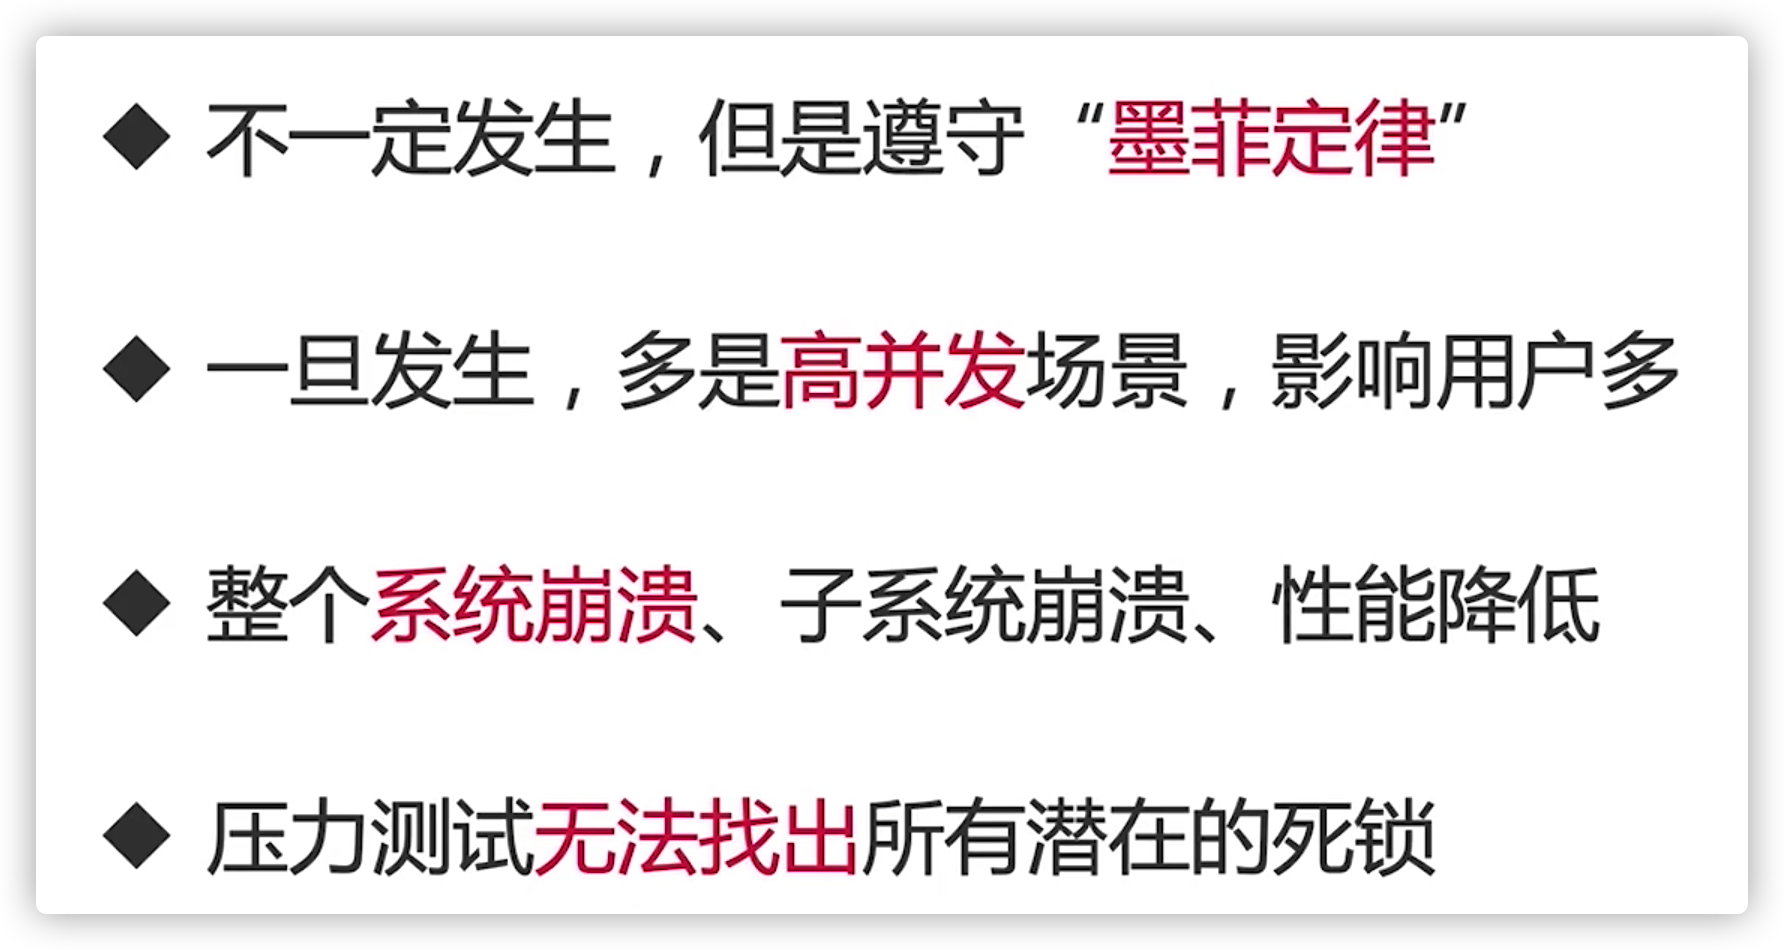 ◆ 不一定发生，但是遵守“墨菲定律”
◆ 一旦发生，多是高并发场景，影响用户多
◆ 整个系统崩溃、子系统崩溃、性能降低
◆ 压力测试无法找出所有潜在的死锁